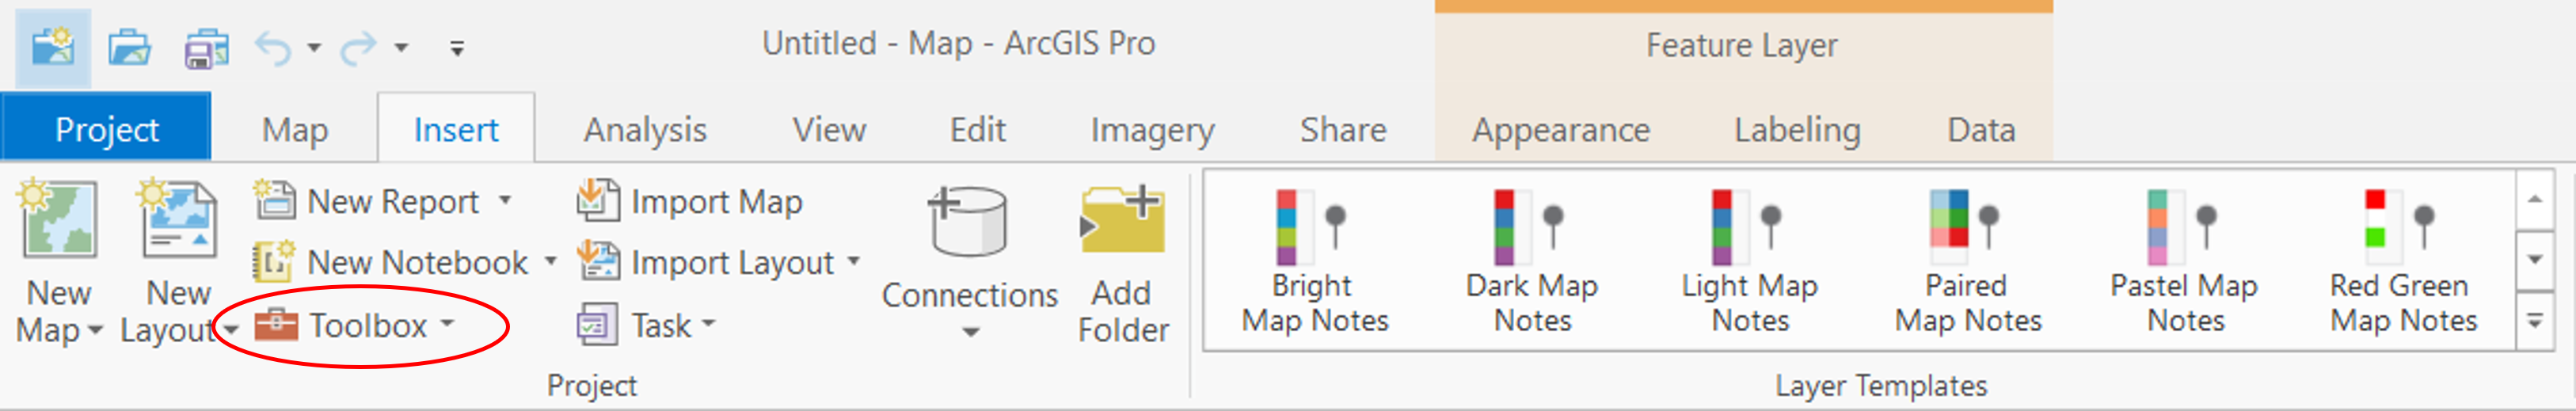 Untitled - Map - ArcGIS Pro
Feature Layer
Project
Map
Insert
Analysis
View
Edit
Imagery
Share
Appearance
Labeling
Data
New
Map
New
Layout
New Report
New Notebook
Toolbox
Import Map
Import Layout
Task
Connections
Add
Folder
Project
Bright
Map Notes
Dark Map
Notes
Light Map
Notes
Paired
Map Notes
Pastel Map
Notes
Red Green
Map Notes
Layer Templates